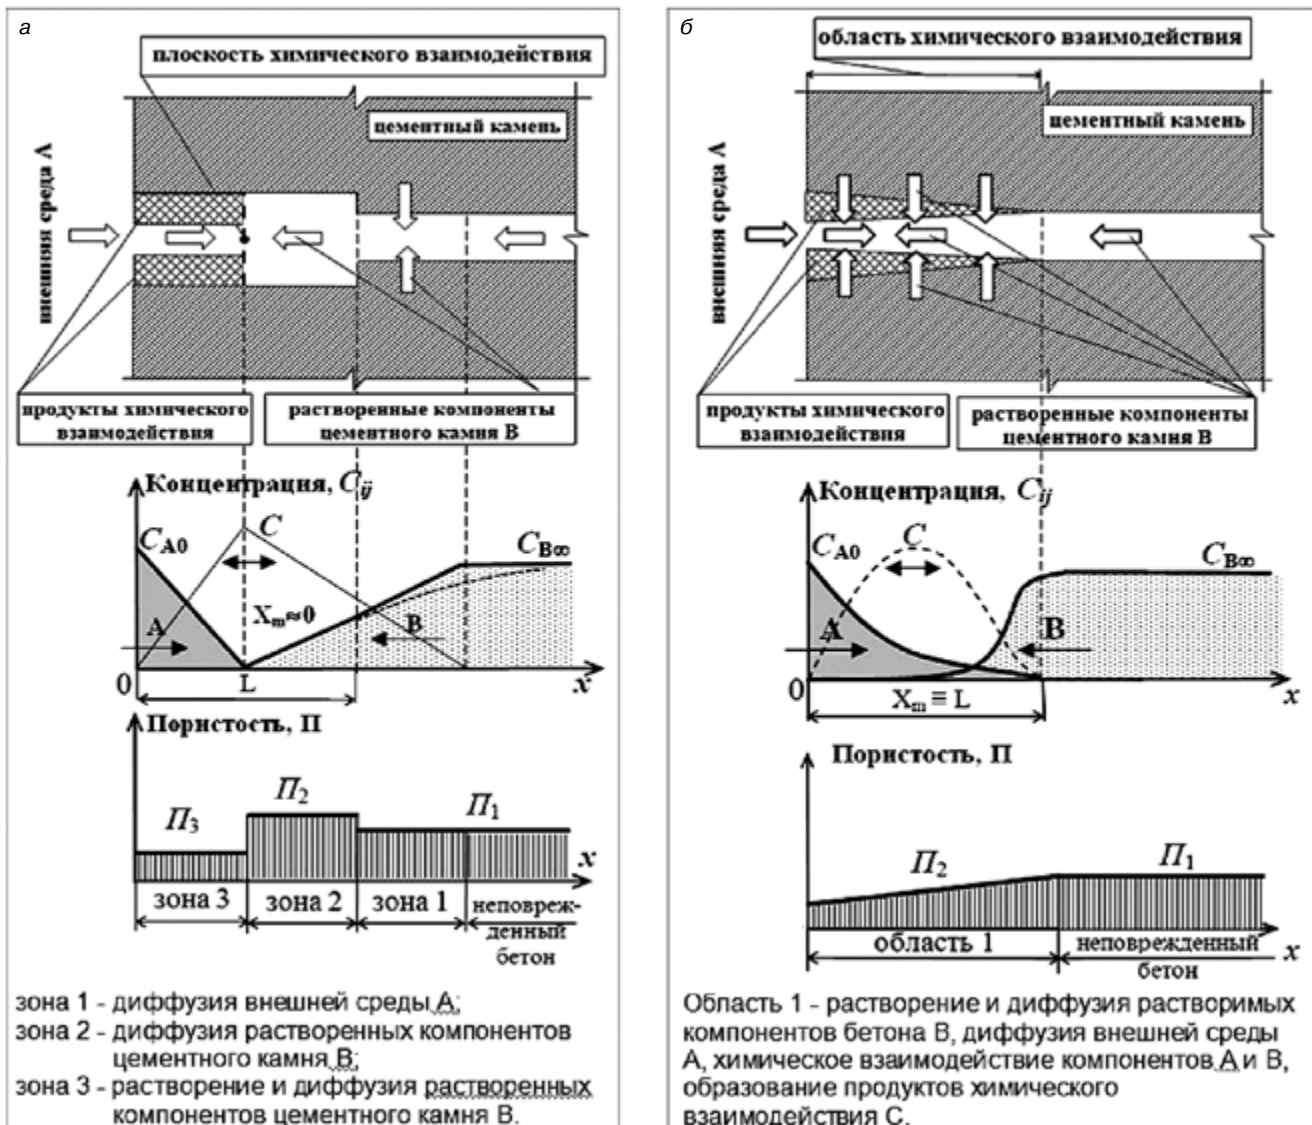 а
плоскость химического взаимодействия
цементный камень
внешняя среда А
продукты химического
взаимодействия
растворенные компоненты
цементного камня В
Концентрация, Cij
CA0
C
CB∞
Xm≈0
A
B
0
L
x
Пористость, П
П3
П2
П1
x
зона 3
зона 2
зона 1
неповреж-
денный
бетон
зона 1 - диффузия внешней среды А;
зона 2 - диффузия растворенных компонентов
цементного камня В;
зона 3 - растворение и диффузия растворенных
компонентов цементного камня В.
б
область химического взаимодействия
цементный камень
внешняя среда А
продукты химического
взаимодействия
растворенные компоненты
цементного камня В
Концентрация, Cij
CA0
C
CB∞
A
B
0
Xm ≡ L
x
Пористость, П
П2
П1
область 1
неповрежденный
бетон
x
Область 1 - растворение и диффузия растворимых
компонентов бетона В, диффузия внешней среды
А, химическое взаимодействие компонентов А и В,
образование продуктов химического
взаимодействия С.